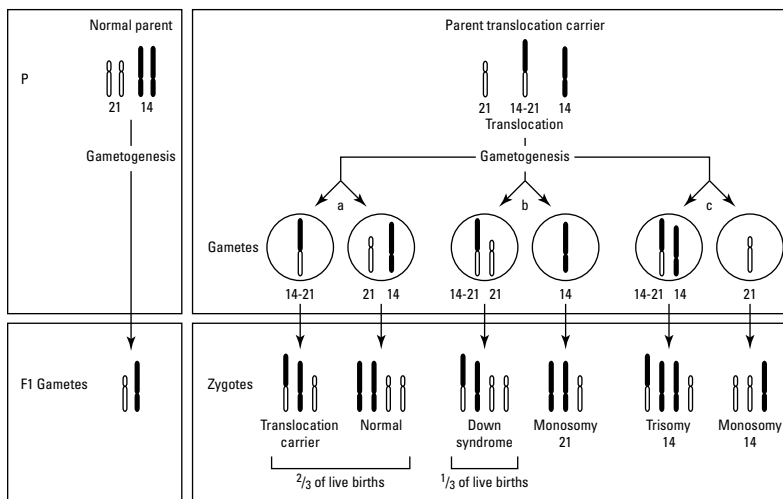 Normal parent
P
21 14
Gametogenesis
F1 Gametes
Parent translocation carrier
21 14-21 14
Translocation
Gametogenesis
a b c
Gametes
14-21 21 14 14-21 21 14 14-21 14 21
Zygotes
Translocation carrier
Normal
Down syndrome
Monosomy 21
Trisomy 14
Monosomy 14
2/3 of live births
1/3 of live births